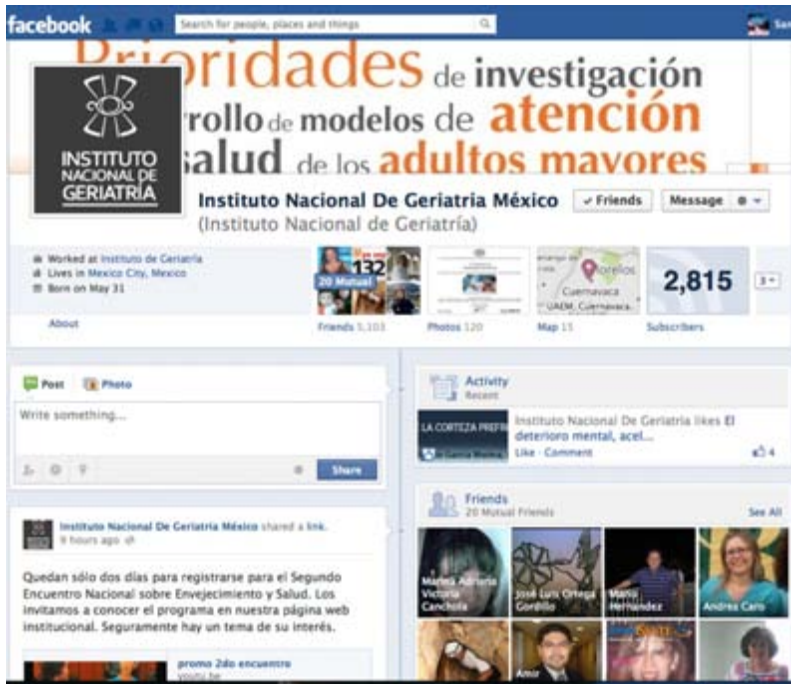 facebook
Search for people, places and things
San
Prioridades de investigación
rrollo de modelos de atención
salud de los adultos mayores
INSTITUTO
NACIONAL DE
GERIATRÍA
Instituto Nacional De Geriatria México
(Instituto Nacional de Geriatría)
Friends
Message
Worked at Instituto de Geriatría
Lives in Mexico City, Mexico
Born on May 31
About
132
20 Mutual
Friends 5,103
Photos 120
Morelos
Cuernavaca
UAEM, Cuernavaca,
Map 15
2,815
Subscribers
3
Post
Photo
Write something...
Share
Instituto Nacional De Geriatria México shared a link.
9 hours ago
Quedan sólo dos días para registrarse para el Segundo
Encuentro Nacional sobre Envejecimiento y Salud. Los
invitamos a conocer el programa en nuestra página web
institucional. Seguramente hay un tema de su interés.
promo 2do encuentro
youtu.be
Activity
Recent
LA CORTEZA PREFR
Instituto Nacional De Geriatria likes El
deterioro mental, acel...
Like · Comment
4
Friends
20 Mutual Friends
See All
Marina Adriana
Victoria
Canchola
José Luis Ortega
Gordillo
Mario
Hernandez
Andrea Caro
Amir